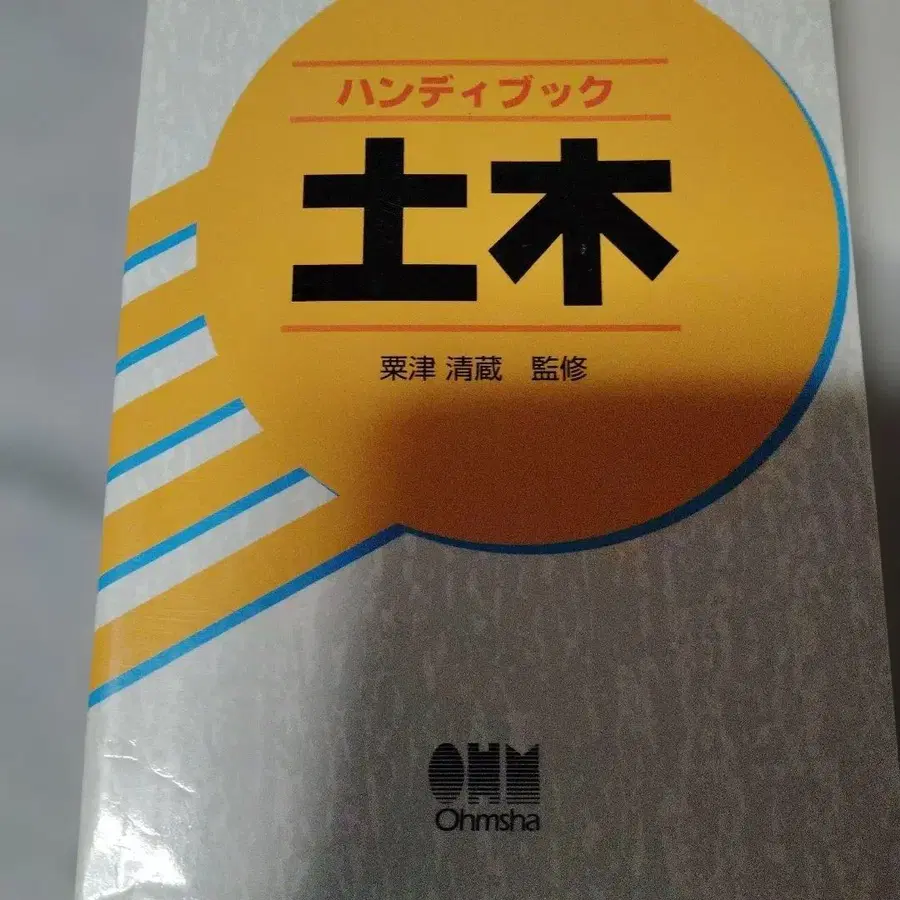 ハンディブック
土木
粟津 清蔵 監修
OHM
Ohmsha